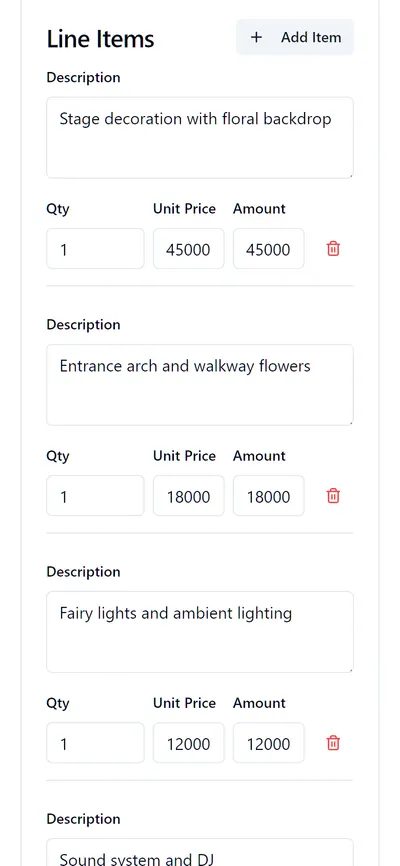 Line Items
+ Add Item
Description
Stage decoration with floral backdrop
Qty Unit Price Amount
1 45000 45000
Description
Entrance arch and walkway flowers
Qty Unit Price Amount
1 18000 18000
Description
Fairy lights and ambient lighting
Qty Unit Price Amount
1 12000 12000
Description
Sound system and DJ